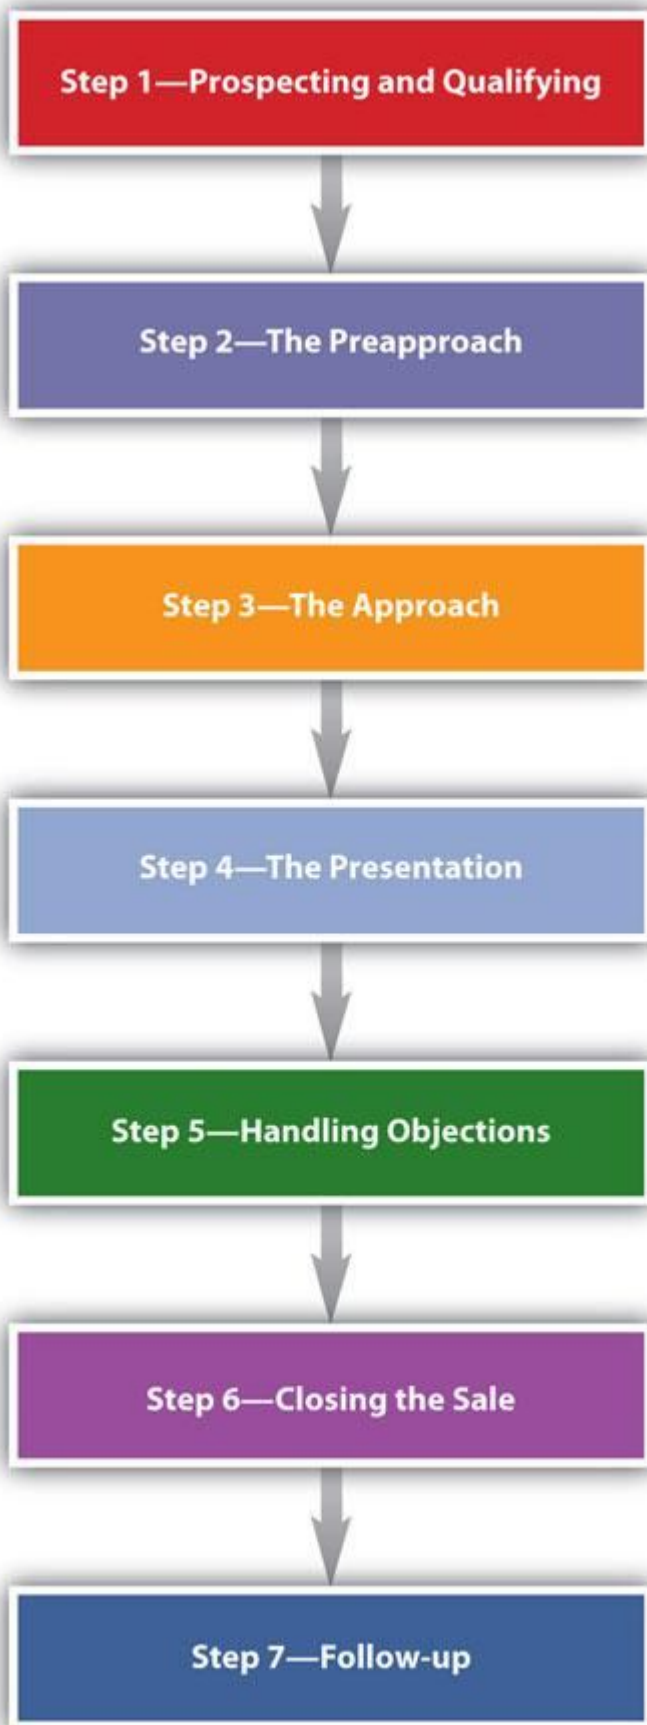 Step 1—Prospecting and Qualifying
Step 2—The Preapproach
Step 3—The Approach
Step 4—The Presentation
Step 5—Handling Objections
Step 6—Closing the Sale
Step 7—Follow-up